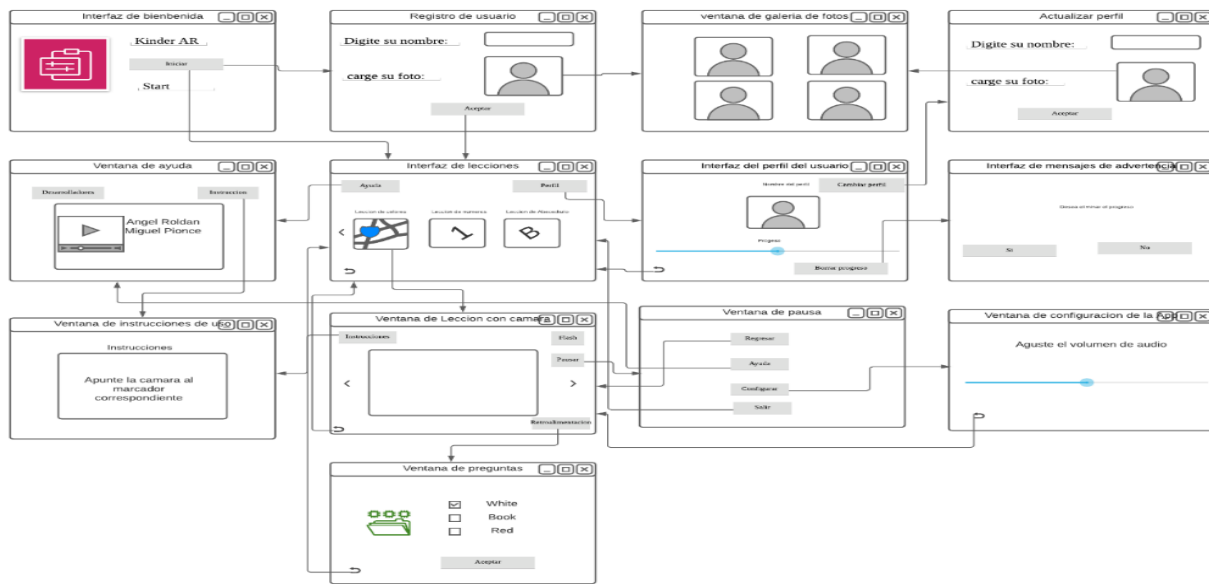 Interfaz de bienbenida
Kinder AR
Iniciar
Start
Registro de usuario
Digite su nombre:
carge su foto:
Aceptar
ventana de galeria de fotos
Actualizar perfil
Digite su nombre:
carge su foto:
Aceptar
Ventana de ayuda
Desarrolladores
Instruccion
Angel Roldan
Miguel Pionce
Interfaz de lecciones
Ayuda
Perfil
Leccion de colores
Leccion de numeros
Leccion de Abecedario
1
B
Interfaz del perfil del usuario
Nombre del perfil
Cambiar perfil
Progreso
Borrar progreso
Interfaz de mensajes de advertencia
Desea eliminar el progreso
Si
No
Ventana de instrucciones de uso
Instrucciones
Apunte la camara al
marcador
correspondiente
Ventana de Leccion con camara
Instrucciones
Flash
Pausar
Retroalimentacion
Ventana de pausa
Regresar
Ayuda
Configurar
Salir
Ventana de configuracion de la App
Aguste el volumen de audio
Ventana de preguntas
White
Book
Red
Aceptar